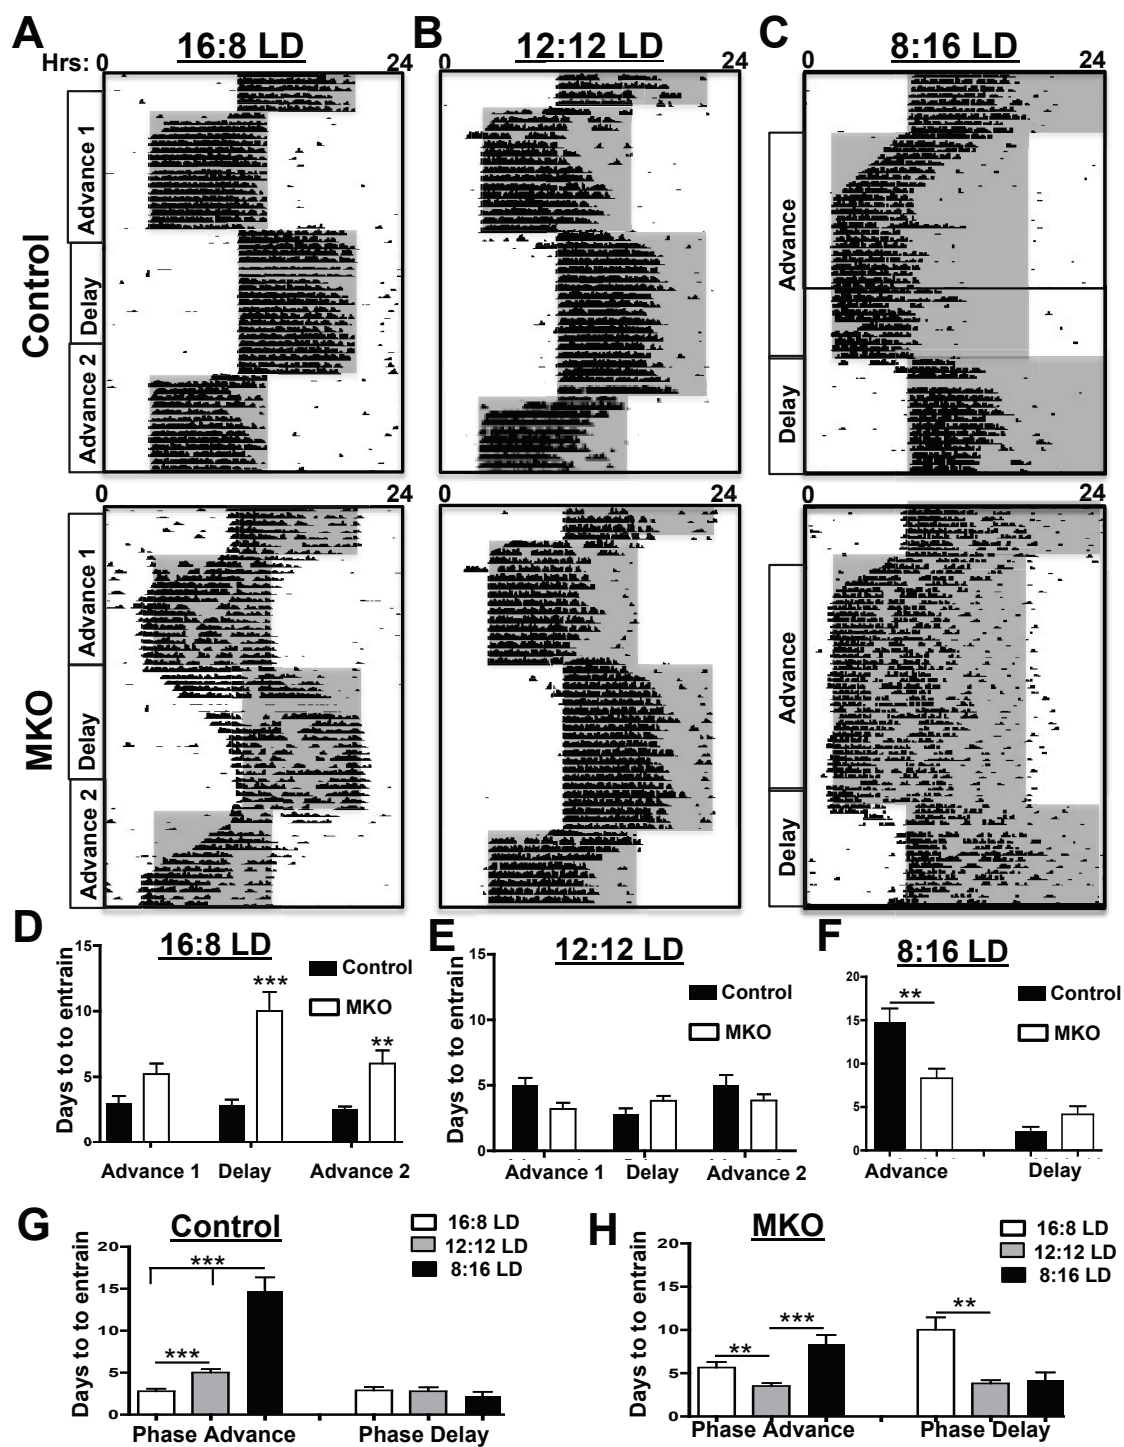 A
16:8 LD
B
12:12 LD
C
8:16 LD
Hrs: 0
24
0
24
0
24
Control
Advance 1
Delay
Advance 2
Advance
Delay
0
24
0
24
0
24
MKO
Advance 1
Delay
Advance 2
Advance
Delay
D
16:8 LD
Days to to entrain
15
10
5
0
Control
MKO
***
**
Advance 1
Delay
Advance 2
E
12:12 LD
Days to to entrain
15
10
5
0
Control
MKO
Advance 1
Delay
Advance 2
F
8:16 LD
20
15
10
5
0
**
Control
MKO
Advance
Delay
G
Control
Days to to entrain
20
15
10
5
0
***
***
16:8 LD
12:12 LD
8:16 LD
Phase Advance
Phase Delay
H
MKO
Days to to entrain
20
15
10
5
0
**
***
**
16:8 LD
12:12 LD
8:16 LD
Phase Advance
Phase Delay